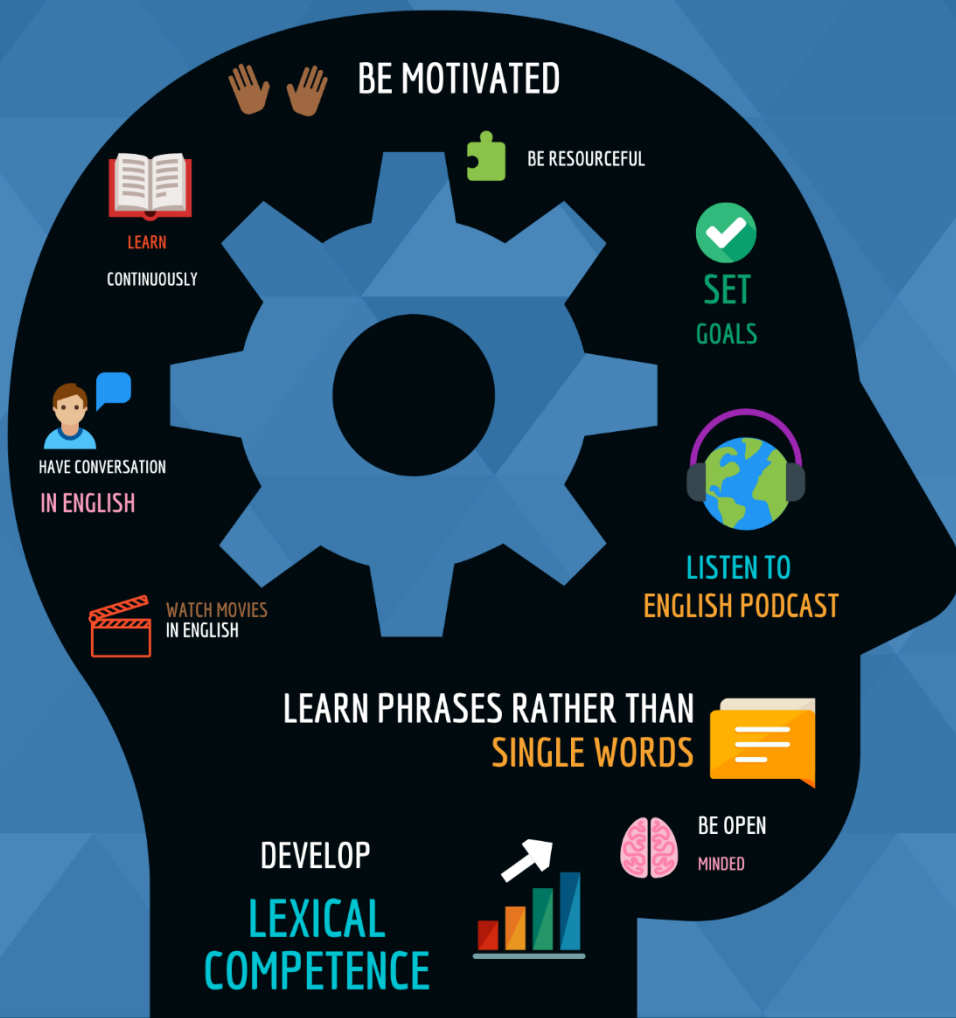 BE MOTIVATED
BE RESOURCEFUL
LEARN
CONTINUOUSLY
SET
GOALS
HAVE CONVERSATION
IN ENGLISH
LISTEN TO
ENGLISH PODCAST
WATCH MOVIES
IN ENGLISH
LEARN PHRASES RATHER THAN
SINGLE WORDS
BE OPEN
MINDED
DEVELOP
LEXICAL
COMPETENCE